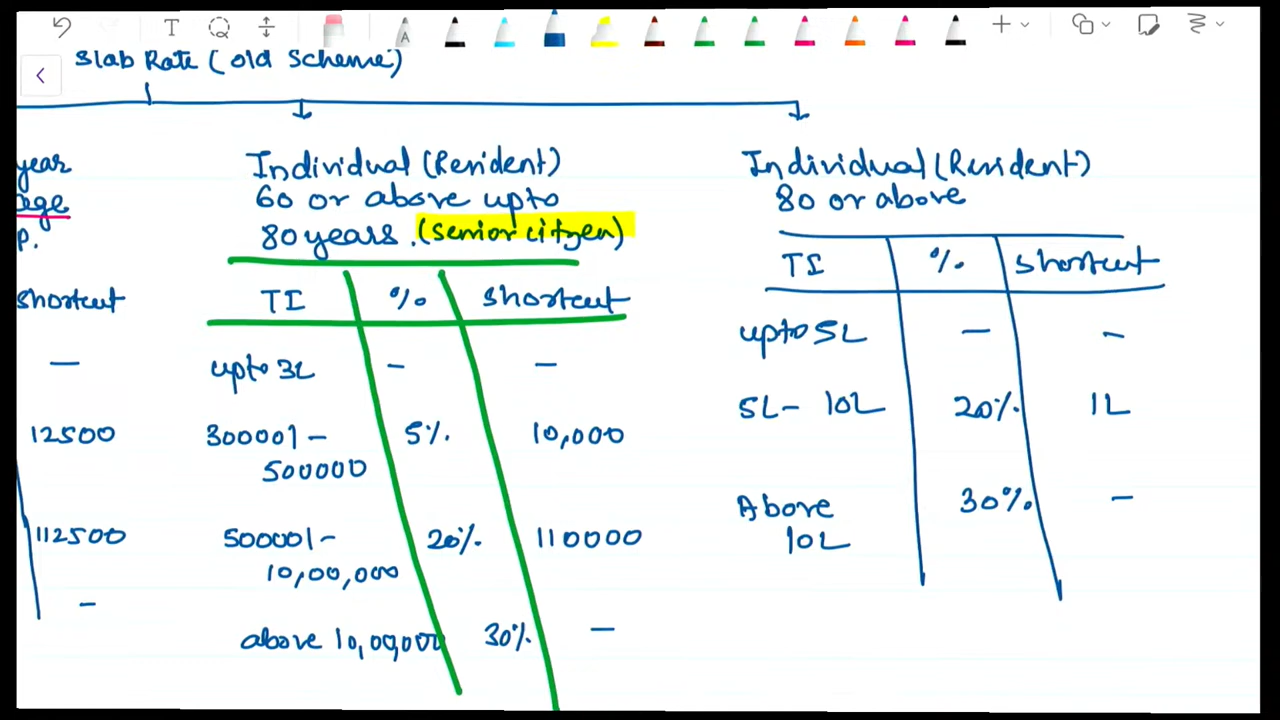 Slab Rate (old Scheme)
year
age
P.
shortcut
—
12500
112500
-
Individual (Resident)
60 or above upto
80 years. (senior citizen)
TI % shortcut
upto 3L - -
300001 - 5% 10,000
500000
500001 - 20% 110000
10,00,000
above 10,00,000 30% —
Individual (Resident)
80 or above
TI % shortcut
upto 5L — -
5L - 10L 20% 1L
Above 30% -
10L